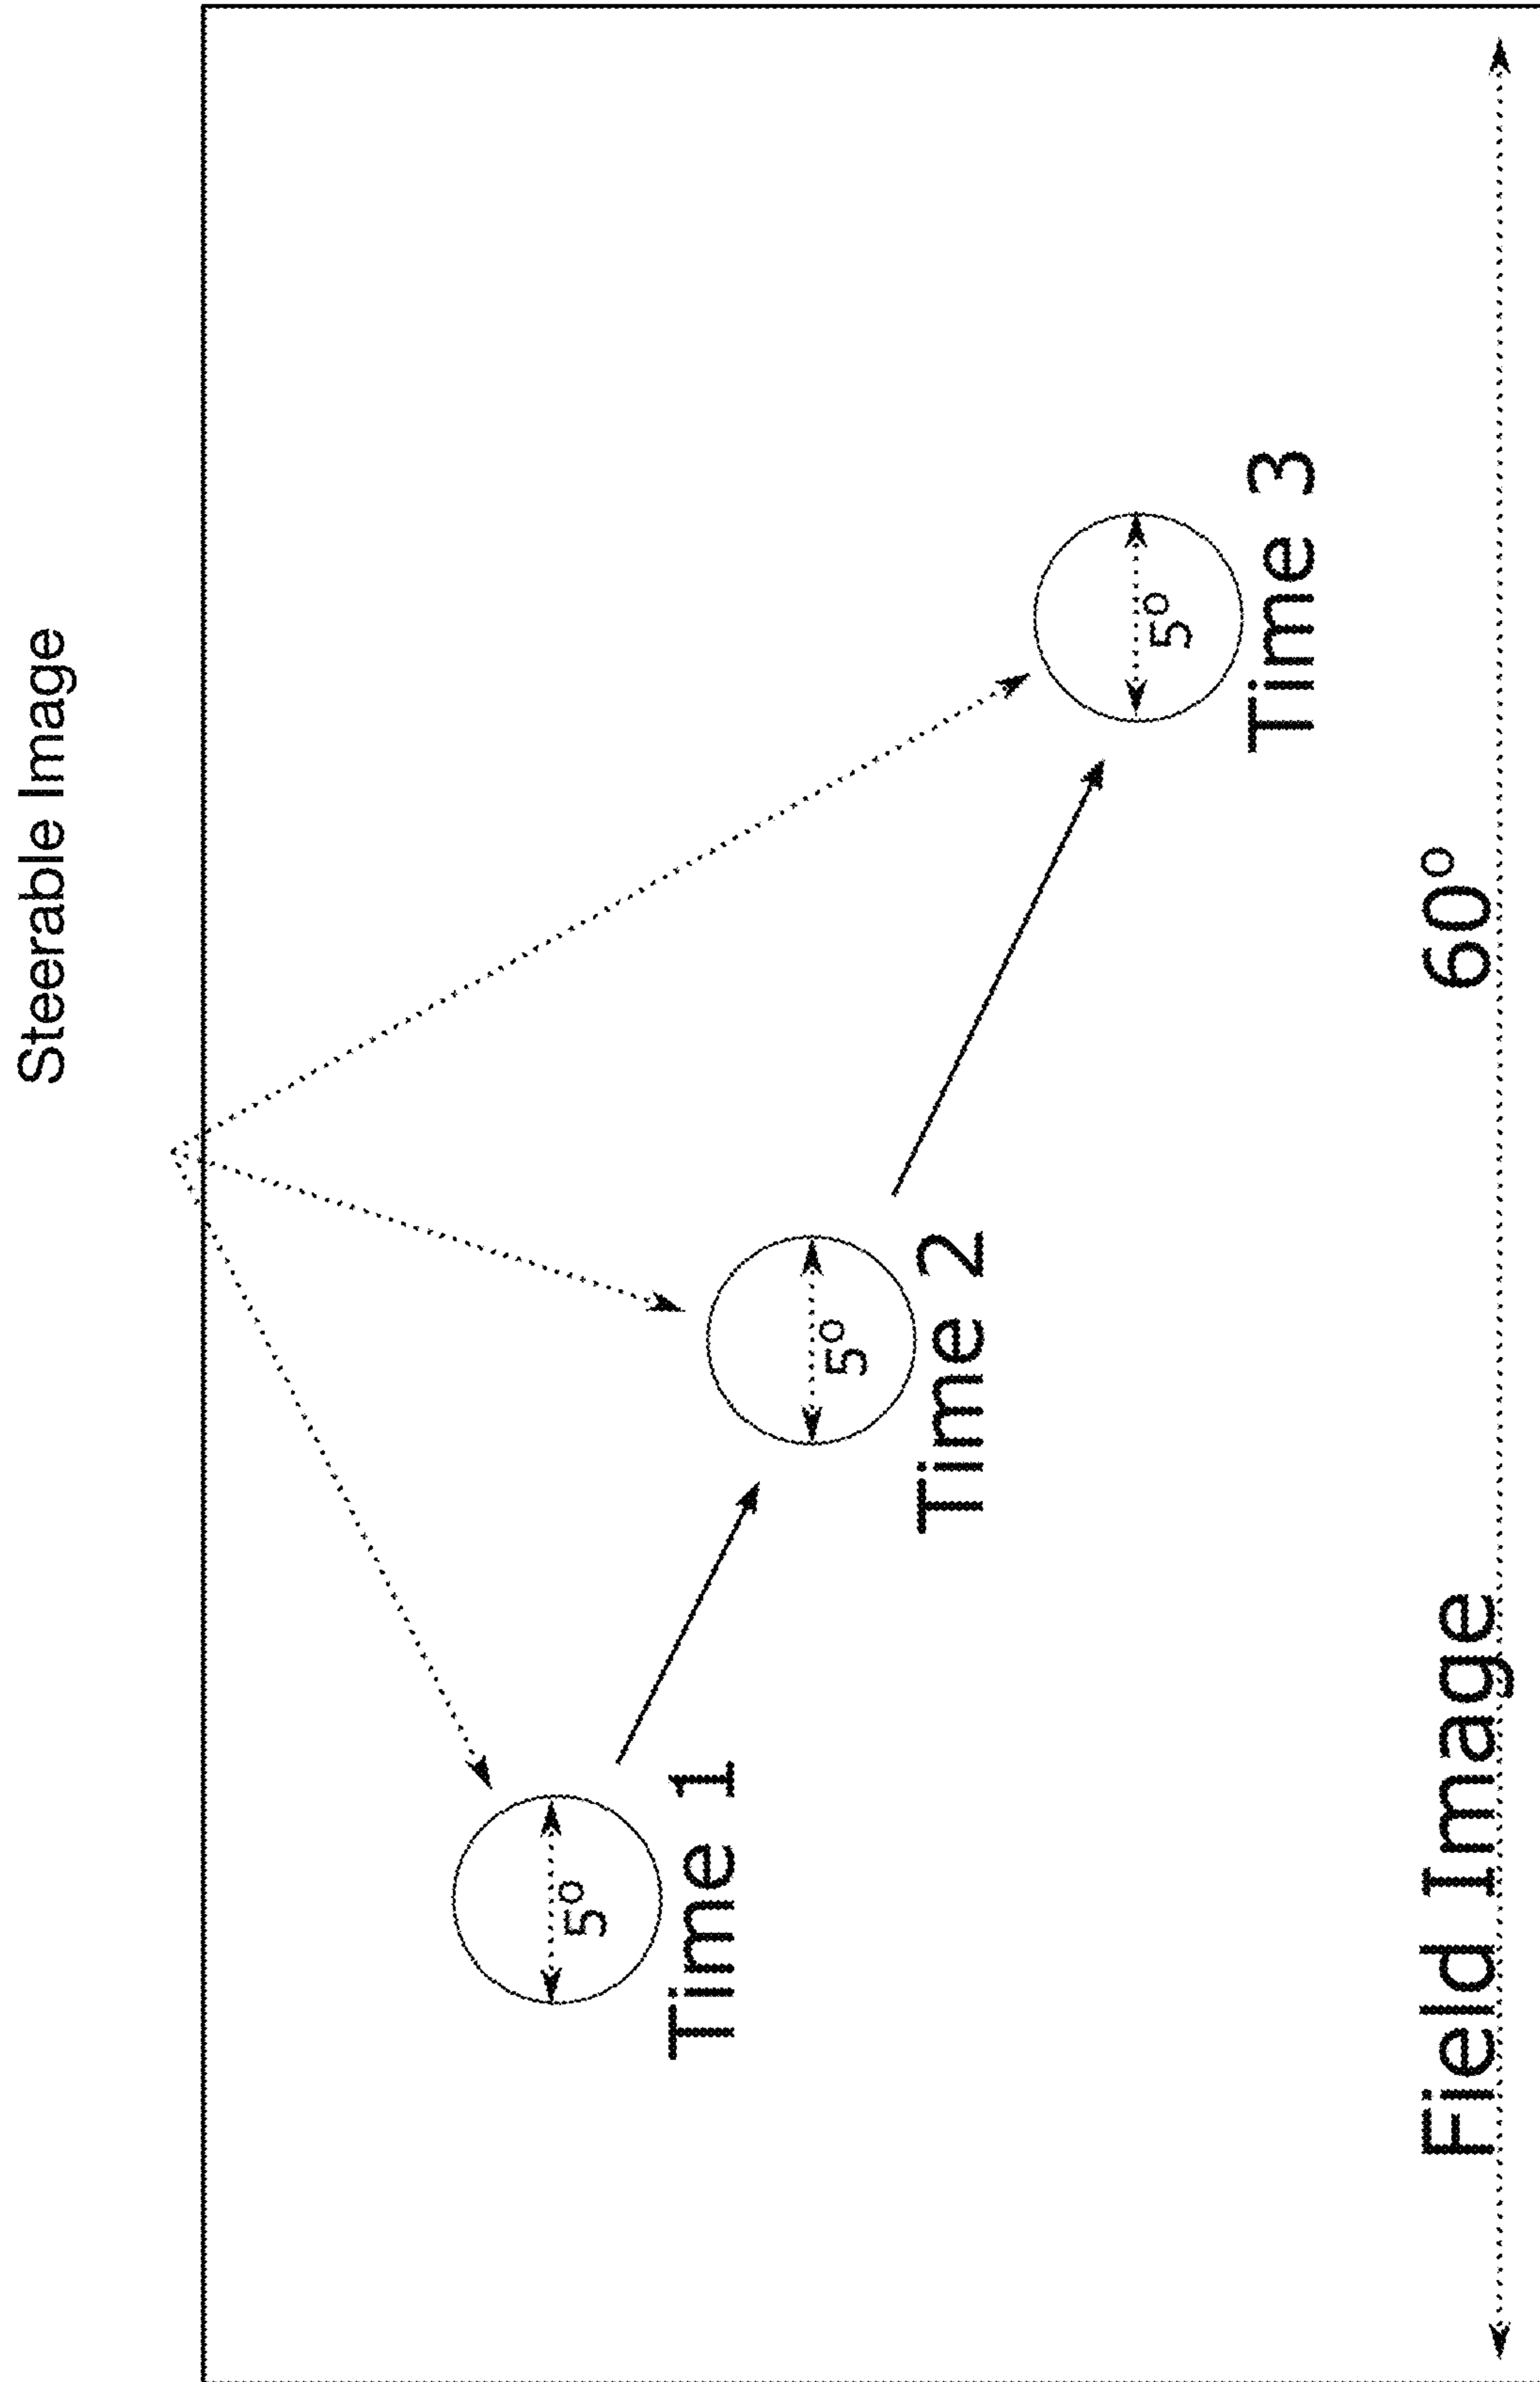 Steerable Image
5°
Time 1
5°
Time 2
5°
Time 3
Field Image
60°